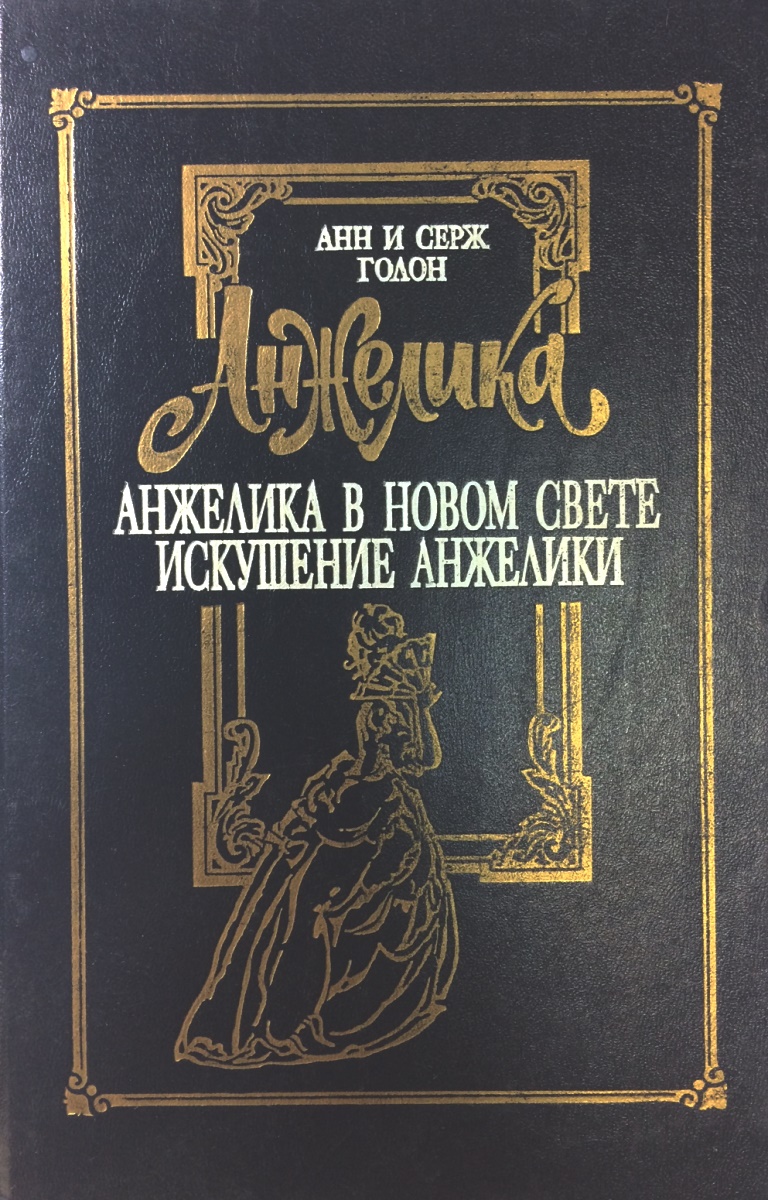 АНН И СЕРЖ
ГОЛОН
Анжелика
АНЖЕЛИКА В НОВОМ СВЕТЕ
ИСКУШЕНИЕ АНЖЕЛИКИ